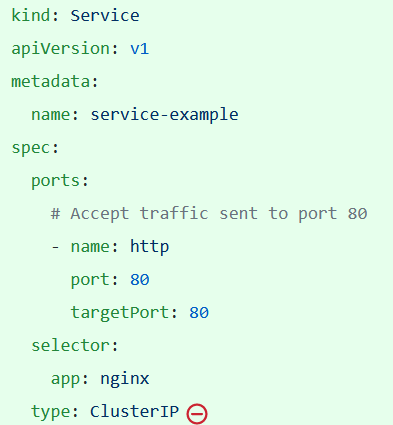 kind: Service
apiVersion: v1
metadata:
  name: service-example
spec:
  ports:
    # Accept traffic sent to port 80
    - name: http
      port: 80
      targetPort: 80
  selector:
    app: nginx
  type: ClusterIP